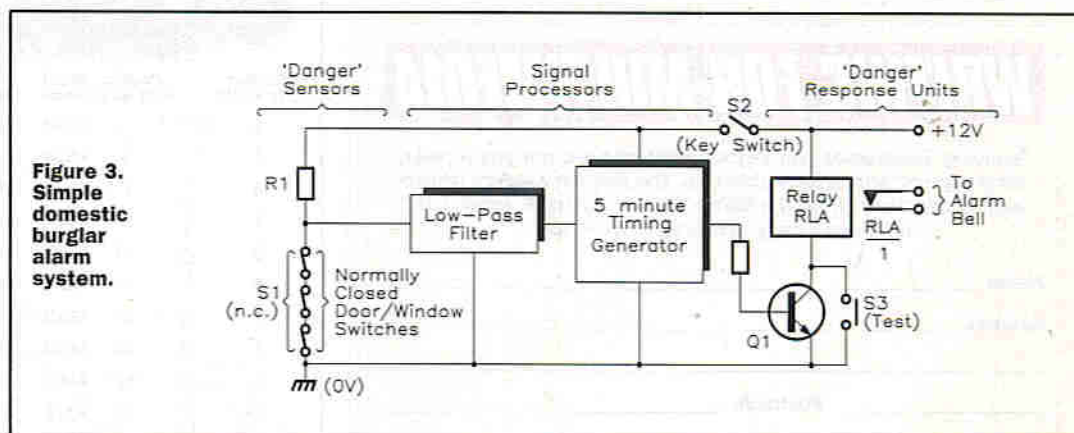 Figure 3.
Simple
domestic
burglar
alarm
system.
'Danger'
Sensors
Signal
Processors
'Danger'
Response Units
S2
(Key Switch)
+12V
R1
Low-Pass
Filter
5 minute
Timing
Generator
Relay
RLA
RLA
1
To
Alarm
Bell
S1
(n.c.)
Normally
Closed
Door/Window
Switches
Q1
S3
(Test)
(0V)